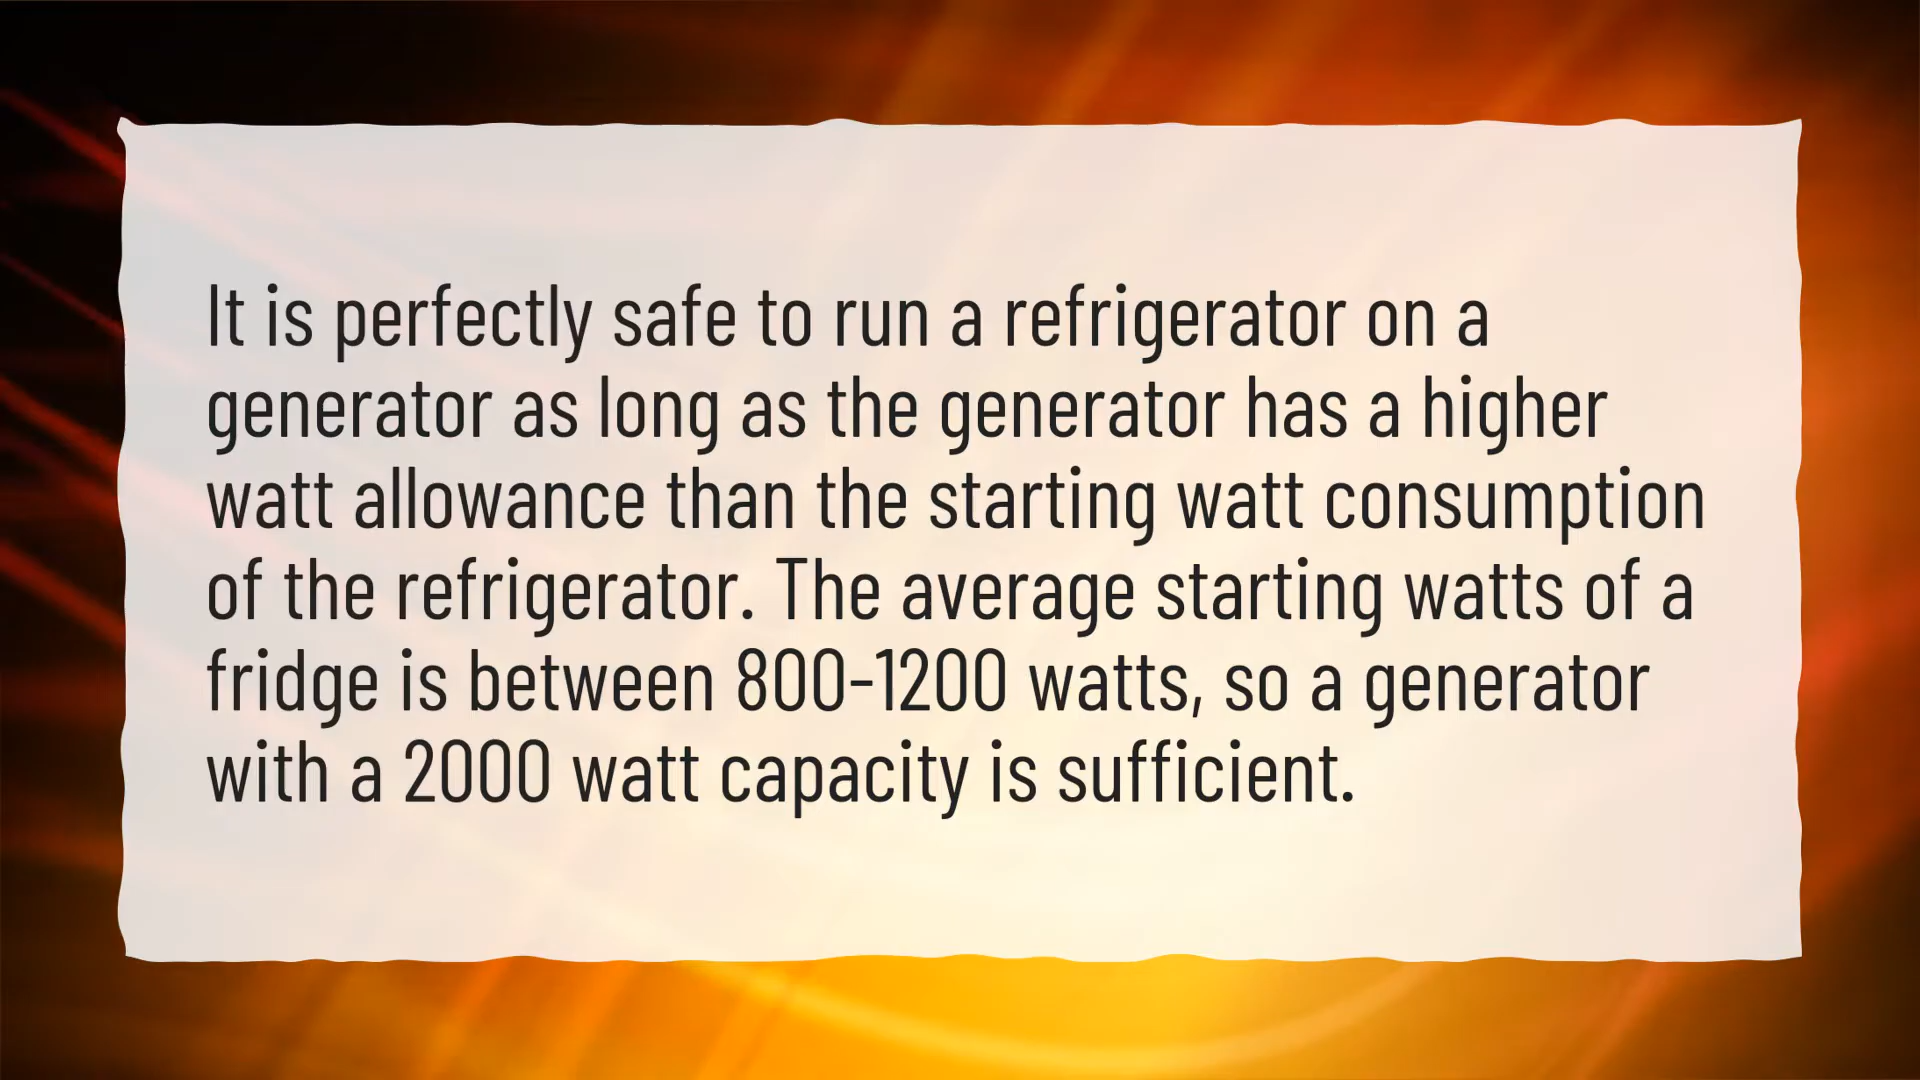 It is perfectly safe to run a refrigerator on a
generator as long as the generator has a higher
watt allowance than the starting watt consumption
of the refrigerator. The average starting watts of a
fridge is between 800-1200 watts, so a generator
with a 2000 watt capacity is sufficient.